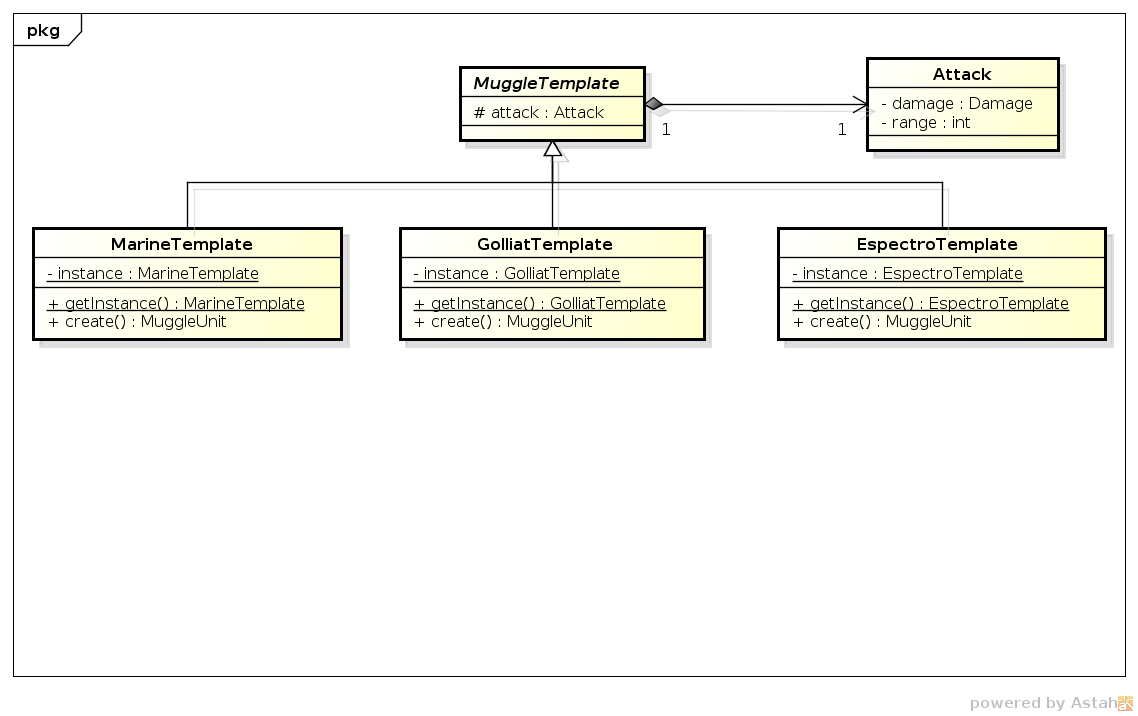 pkg
MuggleTemplate
# attack : Attack
1
1
Attack
- damage : Damage
- range : int
MarineTemplate
- instance : MarineTemplate
+ getInstance() : MarineTemplate
+ create() : MuggleUnit
GolliatTemplate
- instance : GolliatTemplate
+ getInstance() : GolliatTemplate
+ create() : MuggleUnit
EspectroTemplate
- instance : EspectroTemplate
+ getInstance() : EspectroTemplate
+ create() : MuggleUnit
powered by Astah